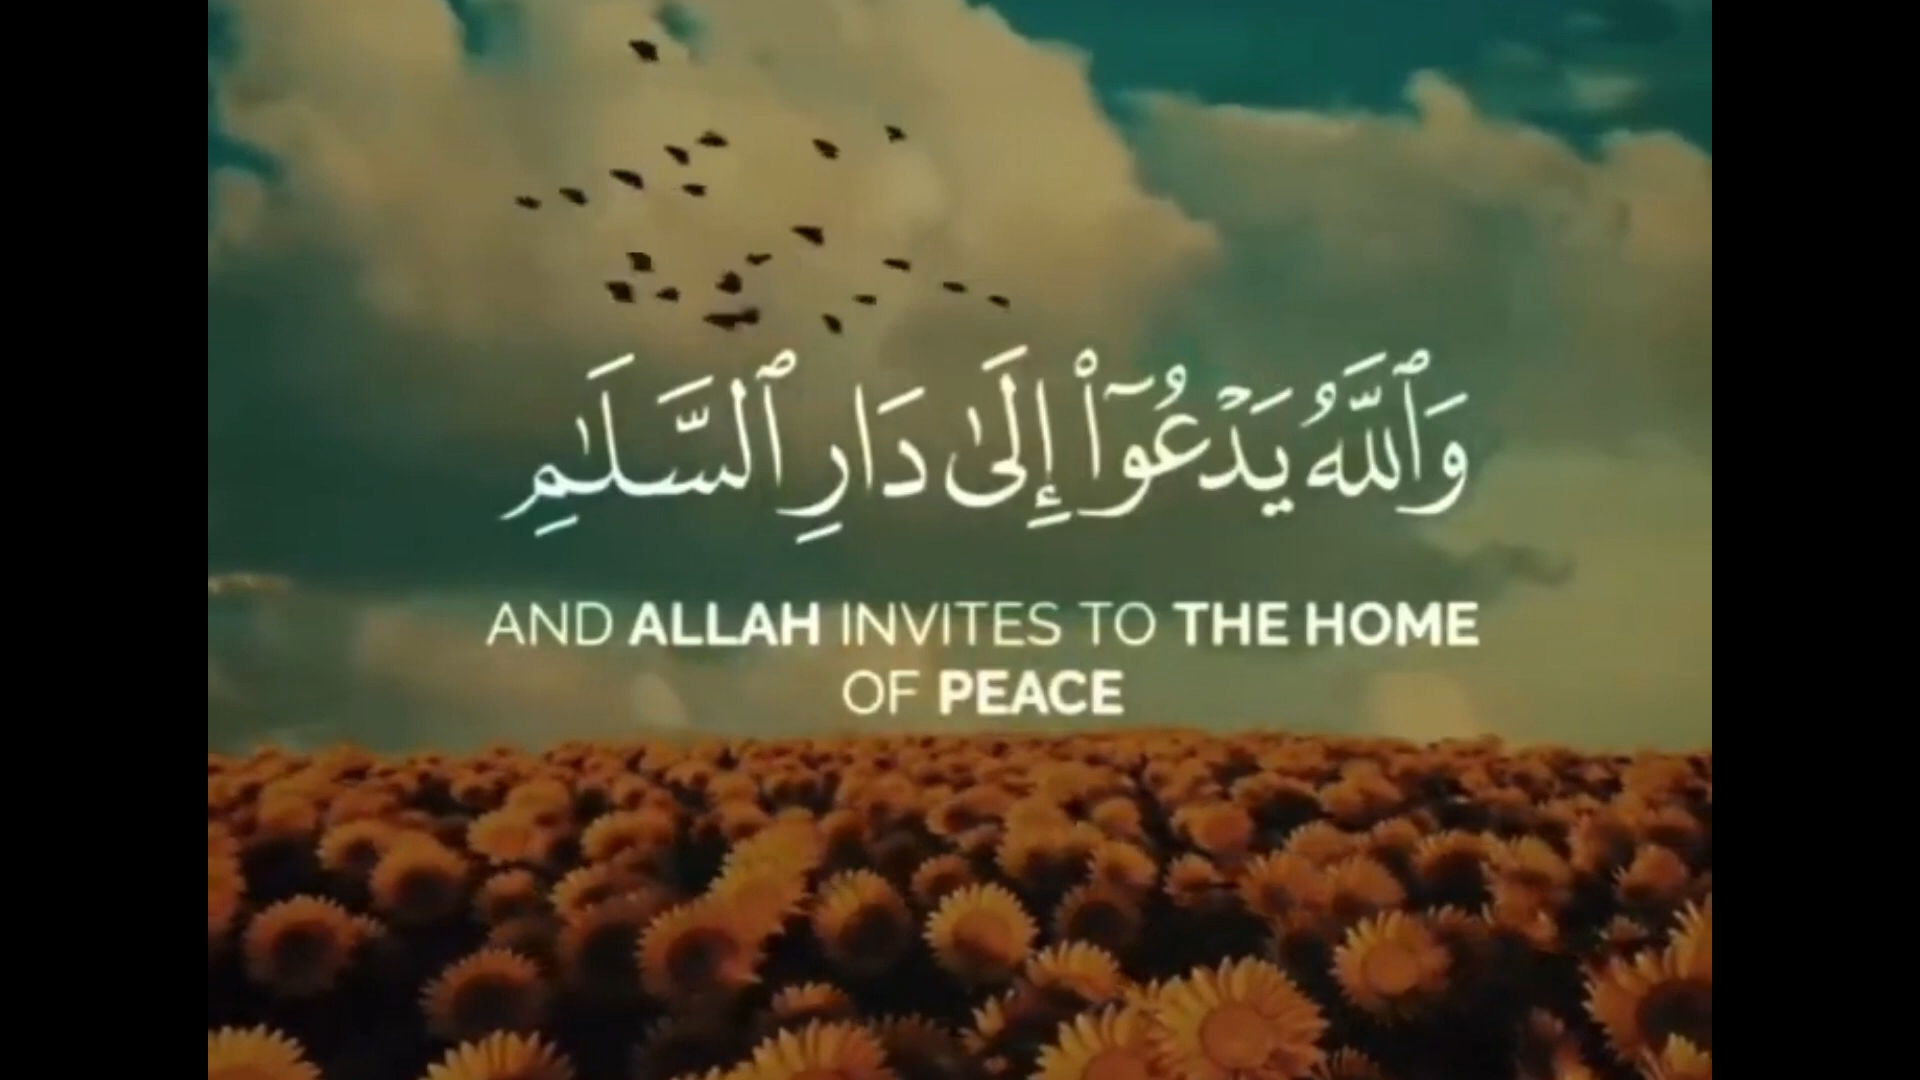 وَٱللَّهُ يَدۡعُوٓاْ إِلَىٰ دَارِ ٱلسَّلَٰمِ
AND ALLAH INVITES TO THE HOME
OF PEACE